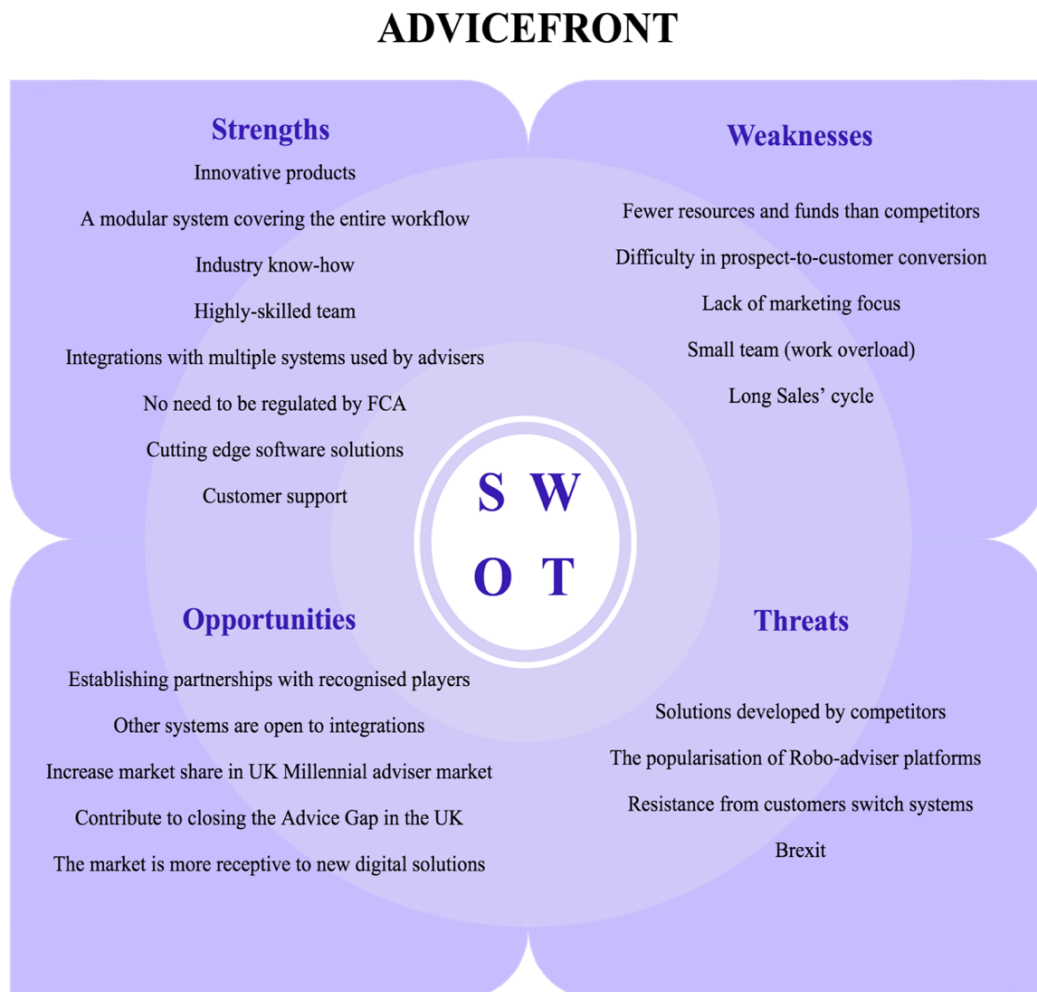 ADVICEFRONT
Strengths
Innovative products
A modular system covering the entire workflow
Industry know-how
Highly-skilled team
Integrations with multiple systems used by advisers
No need to be regulated by FCA
Cutting edge software solutions
Customer support
Weaknesses
Fewer resources and funds than competitors
Difficulty in prospect-to-customer conversion
Lack of marketing focus
Small team (work overload)
Long Sales’ cycle
S W
O T
Opportunities
Establishing partnerships with recognised players
Other systems are open to integrations
Increase market share in UK Millennial adviser market
Contribute to closing the Advice Gap in the UK
The market is more receptive to new digital solutions
Threats
Solutions developed by competitors
The popularisation of Robo-adviser platforms
Resistance from customers switch systems
Brexit